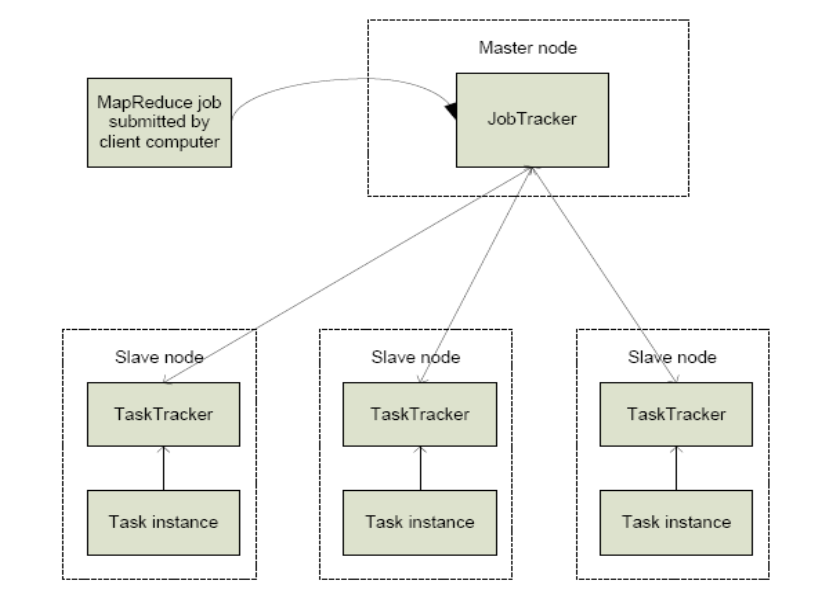 Master node
MapReduce job
submitted by
client computer
JobTracker
Slave node
Slave node
Slave node
TaskTracker
TaskTracker
TaskTracker
Task instance
Task instance
Task instance